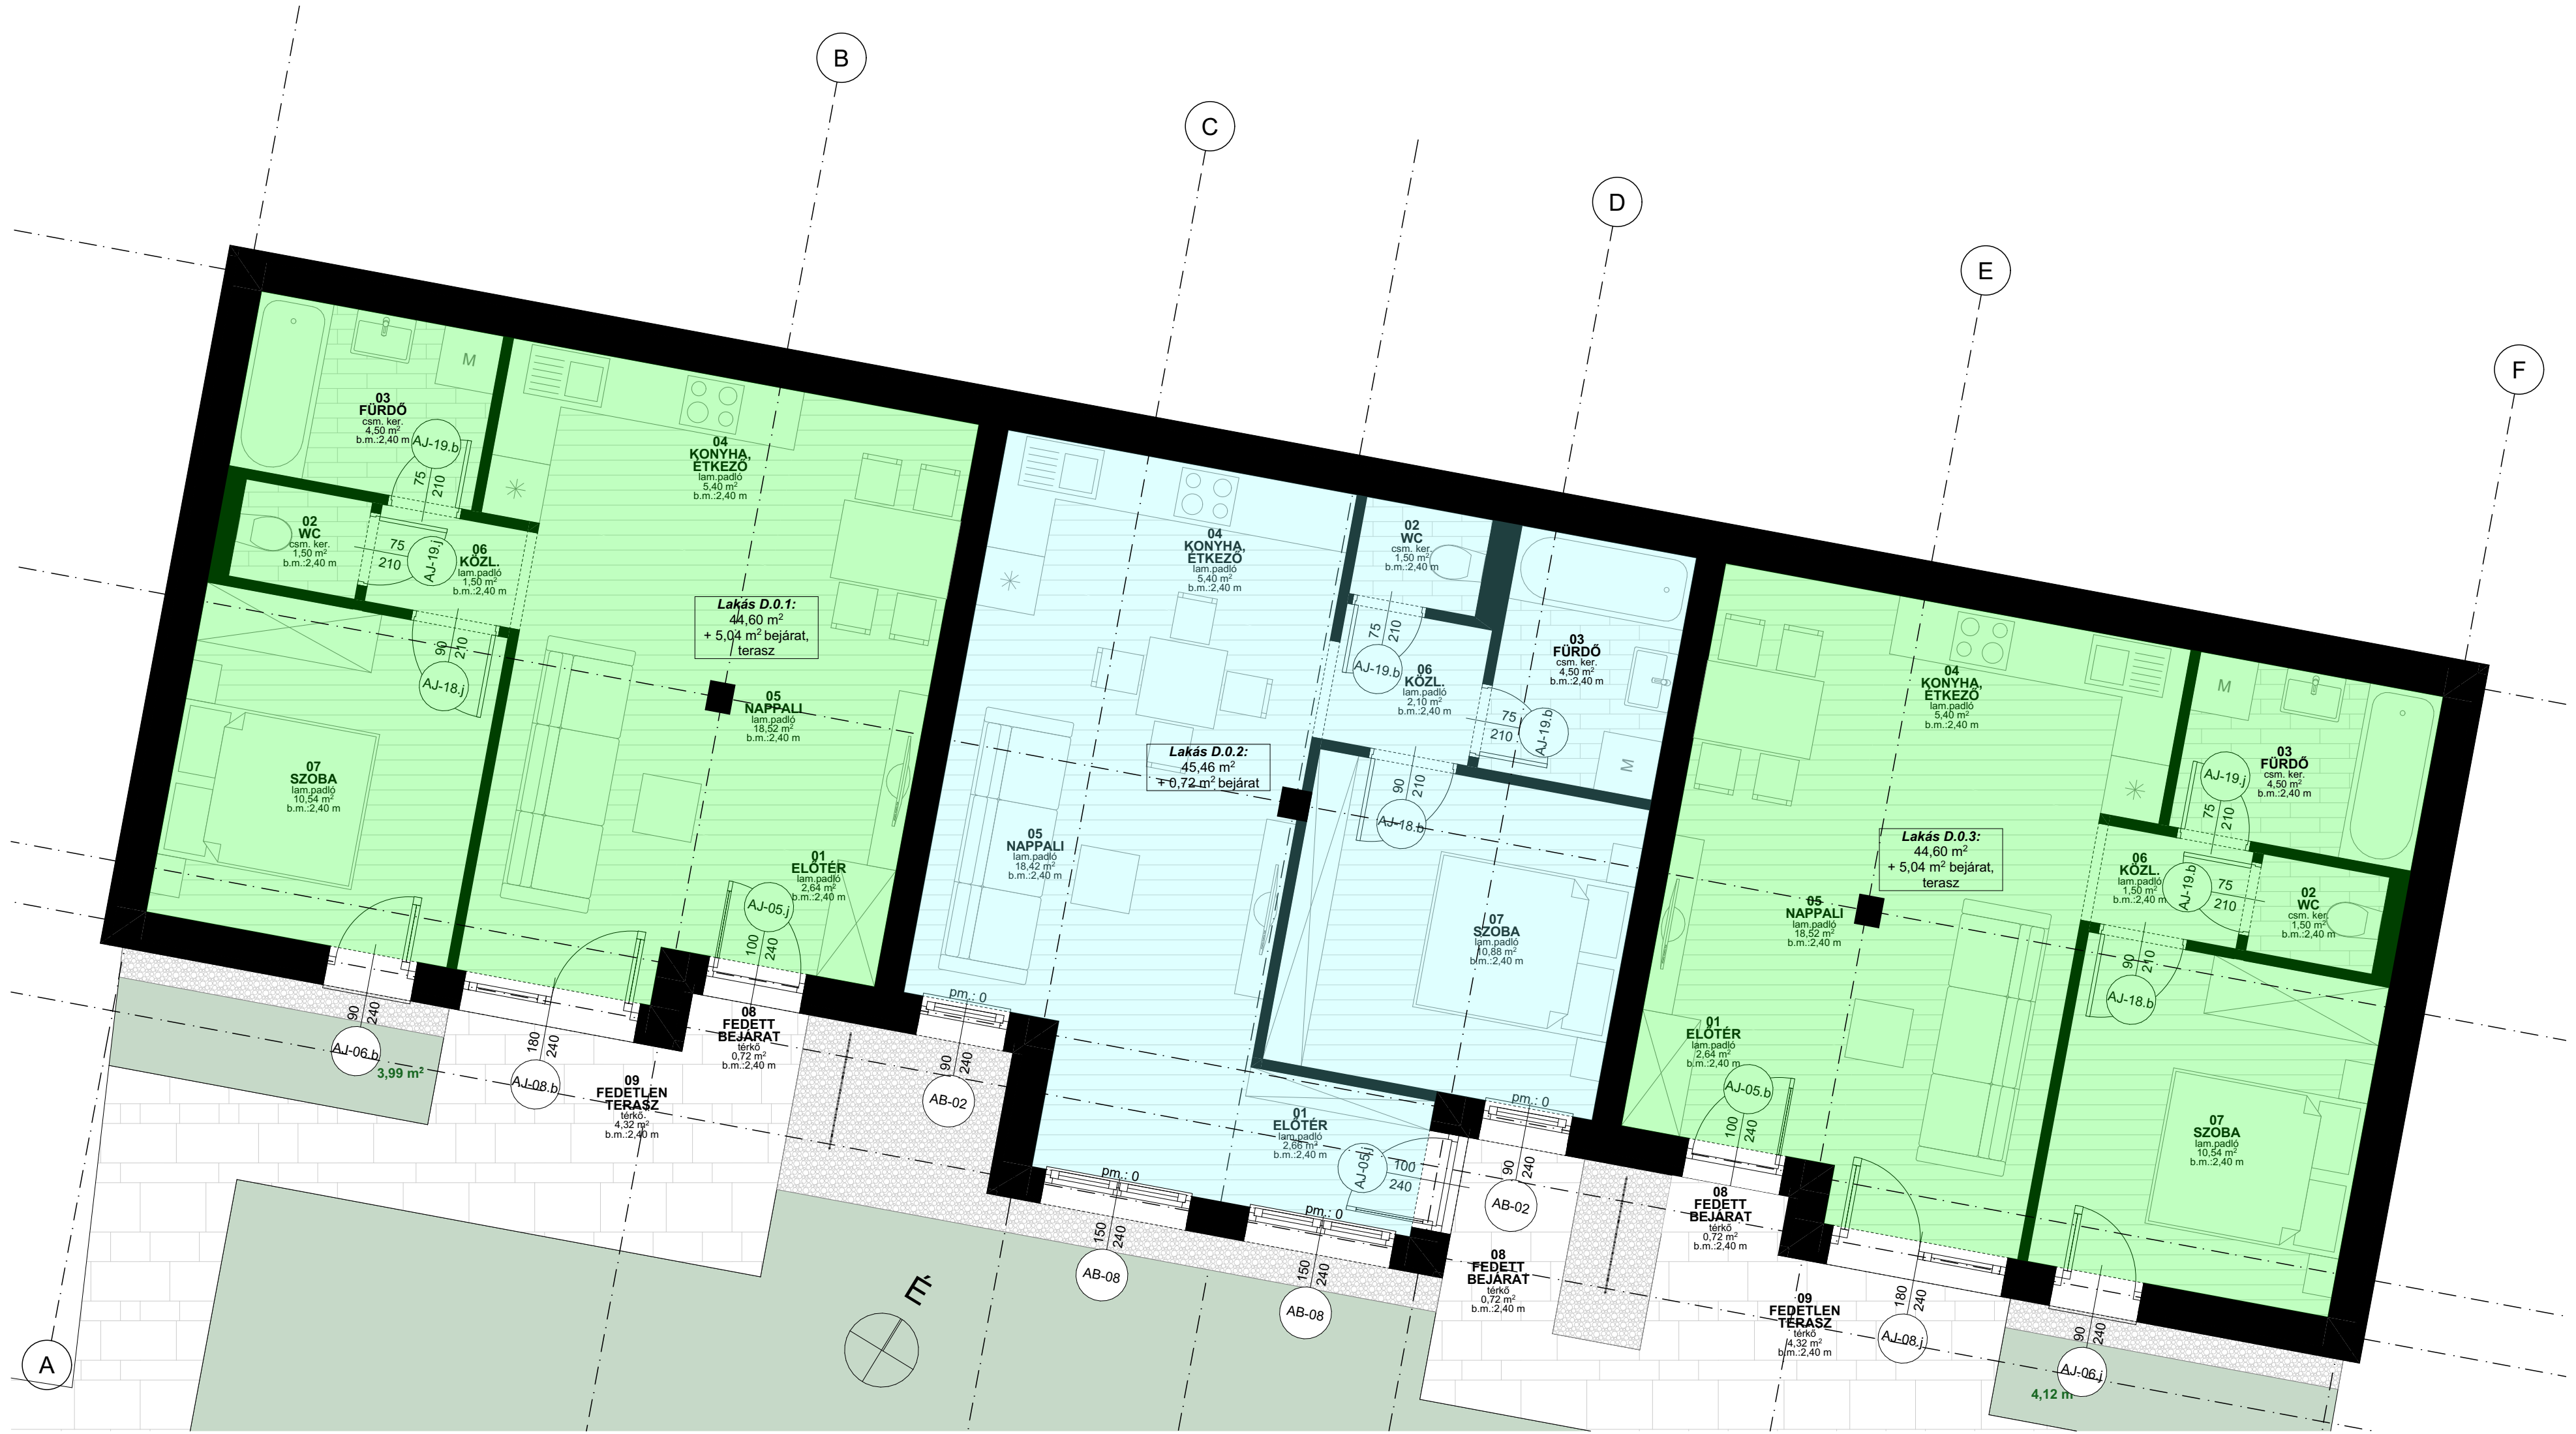 B
C
D
E
F
A
03
FÜRDŐ
csm. ker.
4,50 m²
b.m.:2,40 m
M
AJ-19.b
75
210
02
WC
csm. ker.
1,50 m²
b.m.:2,40 m
75
210
AJ-19.j
06
KÖZL.
lam.padló
1,50 m²
b.m.:2,40 m
90
210
AJ-18.j
04
KONYHA,
ÉTKEZŐ
lam.padló
5,40 m²
b.m.:2,40 m
Lakás D.0.1:
44,60 m²
+ 5,04 m² bejárat,
terasz
05
NAPPALI
lam.padló
18,52 m²
b.m.:2,40 m
07
SZOBA
lam.padló
10,54 m²
b.m.:2,40 m
01
ELŐTÉR
lam.padló
2,64 m²
b.m.:2,40 m
AJ-05.j
100
240
90
240
AJ-06.b
3,99 m²
180
240
AJ-08.b
08
FEDETT
BEJÁRAT
térkő
0,72 m²
b.m.:2,40 m
09
FEDETLEN
TERASZ
térkő
4,32 m²
b.m.:2,40 m
04
KONYHA,
ÉTKEZŐ
lam.padló
5,40 m²
b.m.:2,40 m
02
WC
csm. ker.
1,50 m²
b.m.:2,40 m
75
210
AJ-19.b
06
KÖZL.
lam.padló
2,10 m²
b.m.:2,40 m
03
FÜRDŐ
csm. ker.
4,50 m²
b.m.:2,40 m
75
210
AJ-19.b
M
90
210
AJ-18.b
Lakás D.0.2:
45,46 m²
+ 0,72 m² bejárat
05
NAPPALI
lam.padló
18,42 m²
b.m.:2,40 m
07
SZOBA
lam.padló
10,88 m²
b.m.:2,40 m
pm.: 0
90
240
AB-02
01
ELŐTÉR
lam.padló
2,66 m²
b.m.:2,40 m
AJ-05.j
100
240
pm.: 0
90
240
AB-02
pm.: 0
150
240
AB-08
pm.: 0
150
240
AB-08
08
FEDETT
BEJÁRAT
térkő
0,72 m²
b.m.:2,40 m
É
04
KONYHA,
ÉTKEZŐ
lam.padló
5,40 m²
b.m.:2,40 m
M
03
FÜRDŐ
csm. ker.
4,50 m²
b.m.:2,40 m
AJ-19.j
75
210
Lakás D.0.3:
44,60 m²
+ 5,04 m² bejárat,
terasz
06
KÖZL.
lam.padló
1,50 m²
b.m.:2,40 m
AJ-19.b
75
210
02
WC
csm. ker.
1,50 m²
b.m.:2,40 m
05
NAPPALI
lam.padló
18,52 m²
b.m.:2,40 m
90
210
AJ-18.b
01
ELŐTÉR
lam.padló
2,64 m²
b.m.:2,40 m
AJ-05.b
100
240
07
SZOBA
lam.padló
10,54 m²
b.m.:2,40 m
08
FEDETT
BEJÁRAT
térkő
0,72 m²
b.m.:2,40 m
09
FEDETLEN
TERASZ
térkő
4,32 m²
b.m.:2,40 m
180
240
AJ-08.j
90
240
AJ-06.j
4,12 m